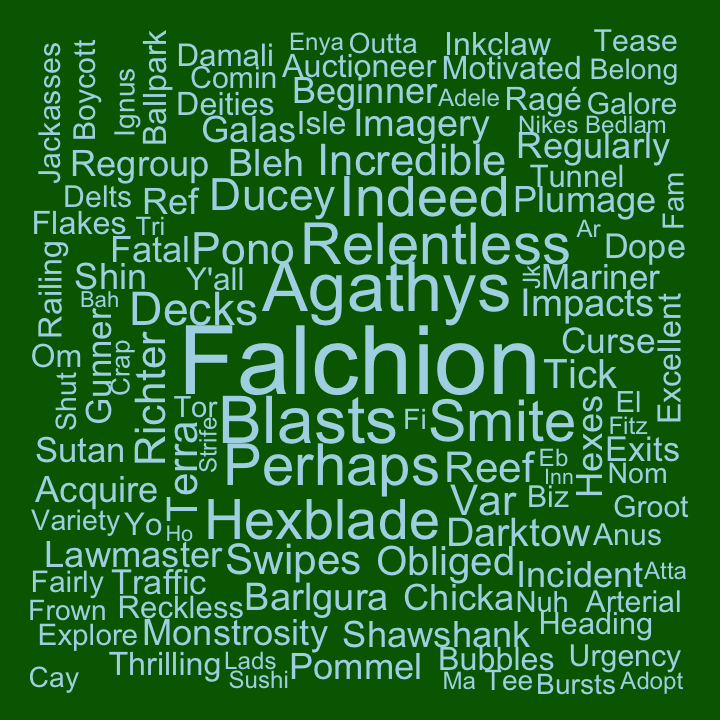 Enya Outta Inkclaw Tease
Jackasses Boycott Ignus Ballpark Damali Auctioneer Motivated Belong
Comin Beginner Adele Ragé Galore
Deities Galas Isle Imagery Nikes Bedlam
Regroup Bleh Incredible Regularly
Delts Ref Ducey Indeed Tunnel Plumage Fam
Flakes Tri Fatal Pono Relentless Ar Dope
Railing Shin Y'all Agathys Jk Mariner
Bah Decks Impacts Excellent
Om Gunner Crap Richter Falchion Curse
Shut Tick
Tor Strife Blasts Fi Smite Hexes El Fitz
Sutan Terra Perhaps Reef Eb Inn Exits Nom
Acquire Var Biz Groot
Variety Yo Ho Hexblade Darktow Anus
Lawmaster Swipes Obliged Incident Atta
Fairly Traffic
Frown Reckless Barlgura Chicka Nuh Arterial
Explore Monstrosity Shawshank Heading
Thrilling Lads Pommel Bubbles Urgency
Cay Sushi Ma Tee Bursts Adopt